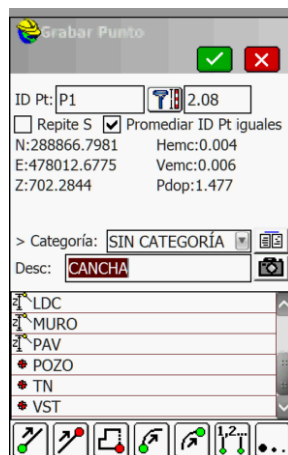 Grabar Punto
ID Pt: P1 2.08
Repite S Promediar ID Pt iguales
N:288866.7981 Hemc:0.004
E:478012.6775 Vemc:0.006
Z:702.2844 Pdop:1.477
> Categoría: SIN CATEGORÍA
Desc: CANCHA
LDC
MURO
PAV
POZO
TN
VST
1,2...